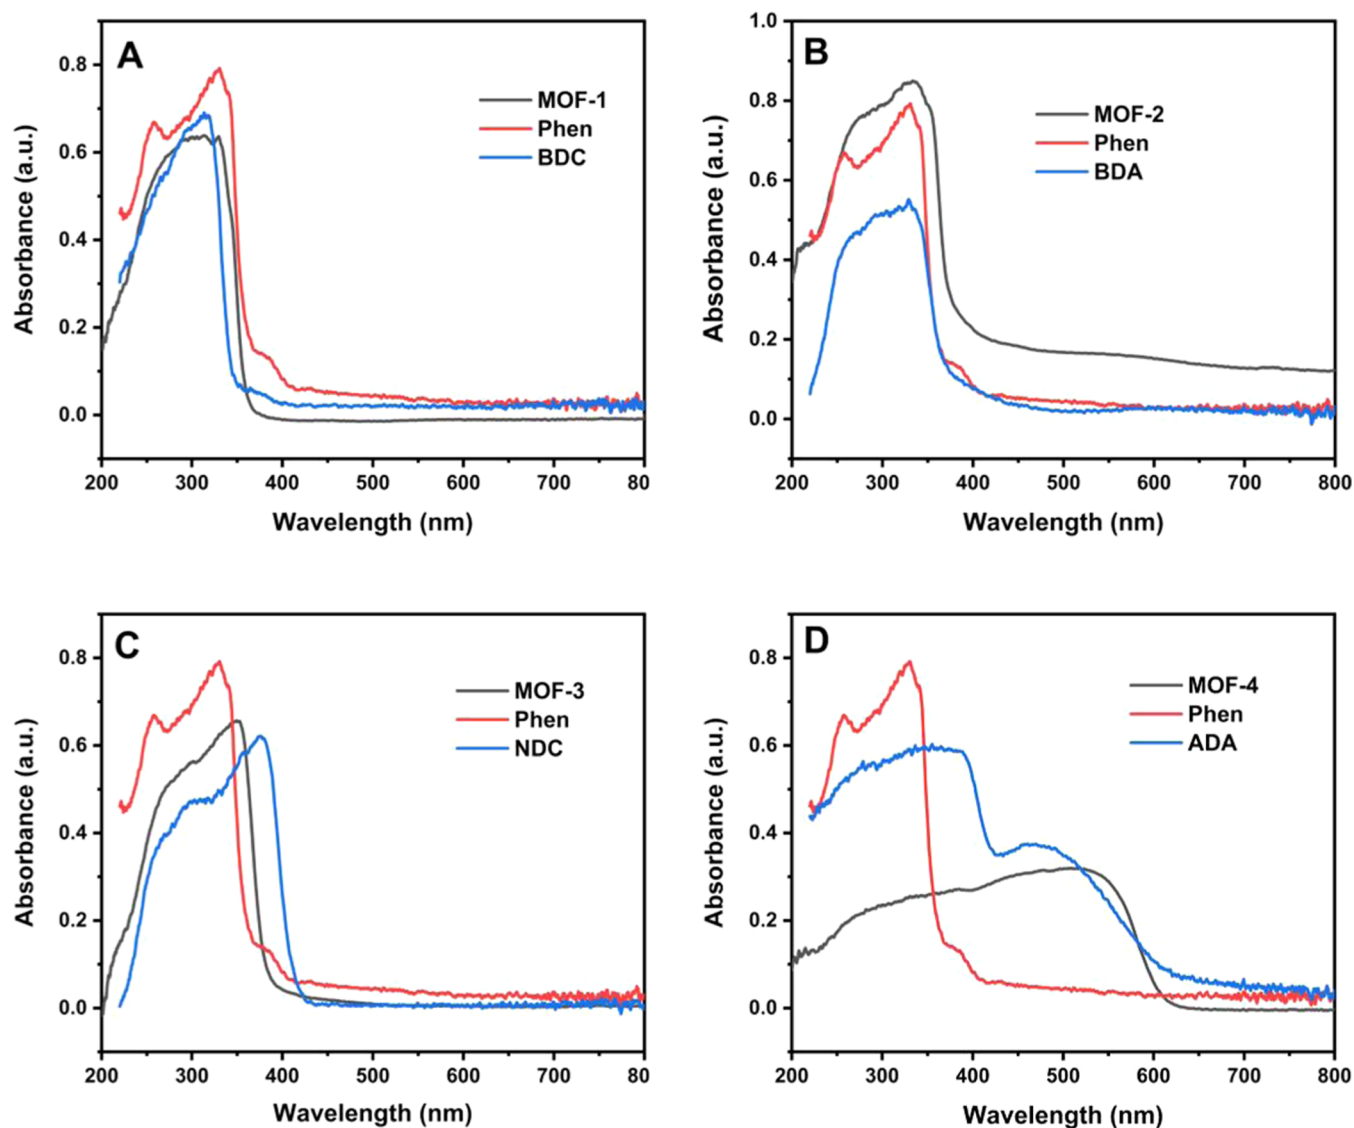 A
MOF-1
Phen
BDC
Absorbance (a.u.)
0.8
0.6
0.4
0.2
0.0
200 300 400 500 600 700 80
Wavelength (nm)
B
MOF-2
Phen
BDA
Absorbance (a.u.)
1.0
0.8
0.6
0.4
0.2
0.0
200 300 400 500 600 700 800
Wavelength (nm)
C
MOF-3
Phen
NDC
Absorbance (a.u.)
0.8
0.6
0.4
0.2
0.0
200 300 400 500 600 700 80
Wavelength (nm)
D
MOF-4
Phen
ADA
Absorbance (a.u.)
0.8
0.6
0.4
0.2
0.0
200 300 400 500 600 700 800
Wavelength (nm)